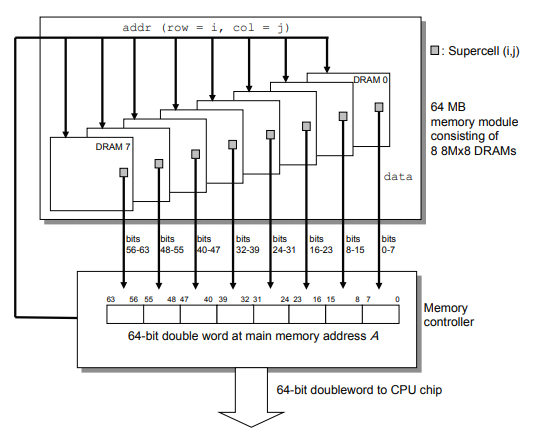 addr (row = i, col = j)
: Supercell (i,j)
DRAM 0
64 MB
memory module
consisting of
8 8Mx8 DRAMs
DRAM 7
data
bits
56-63
bits
48-55
bits
40-47
bits
32-39
bits
24-31
bits
16-23
bits
8-15
bits
0-7
63 56 55 48 47 40 39 32 31 24 23 16 15 8 7 0
64-bit double word at main memory address A
Memory
controller
64-bit doubleword to CPU chip